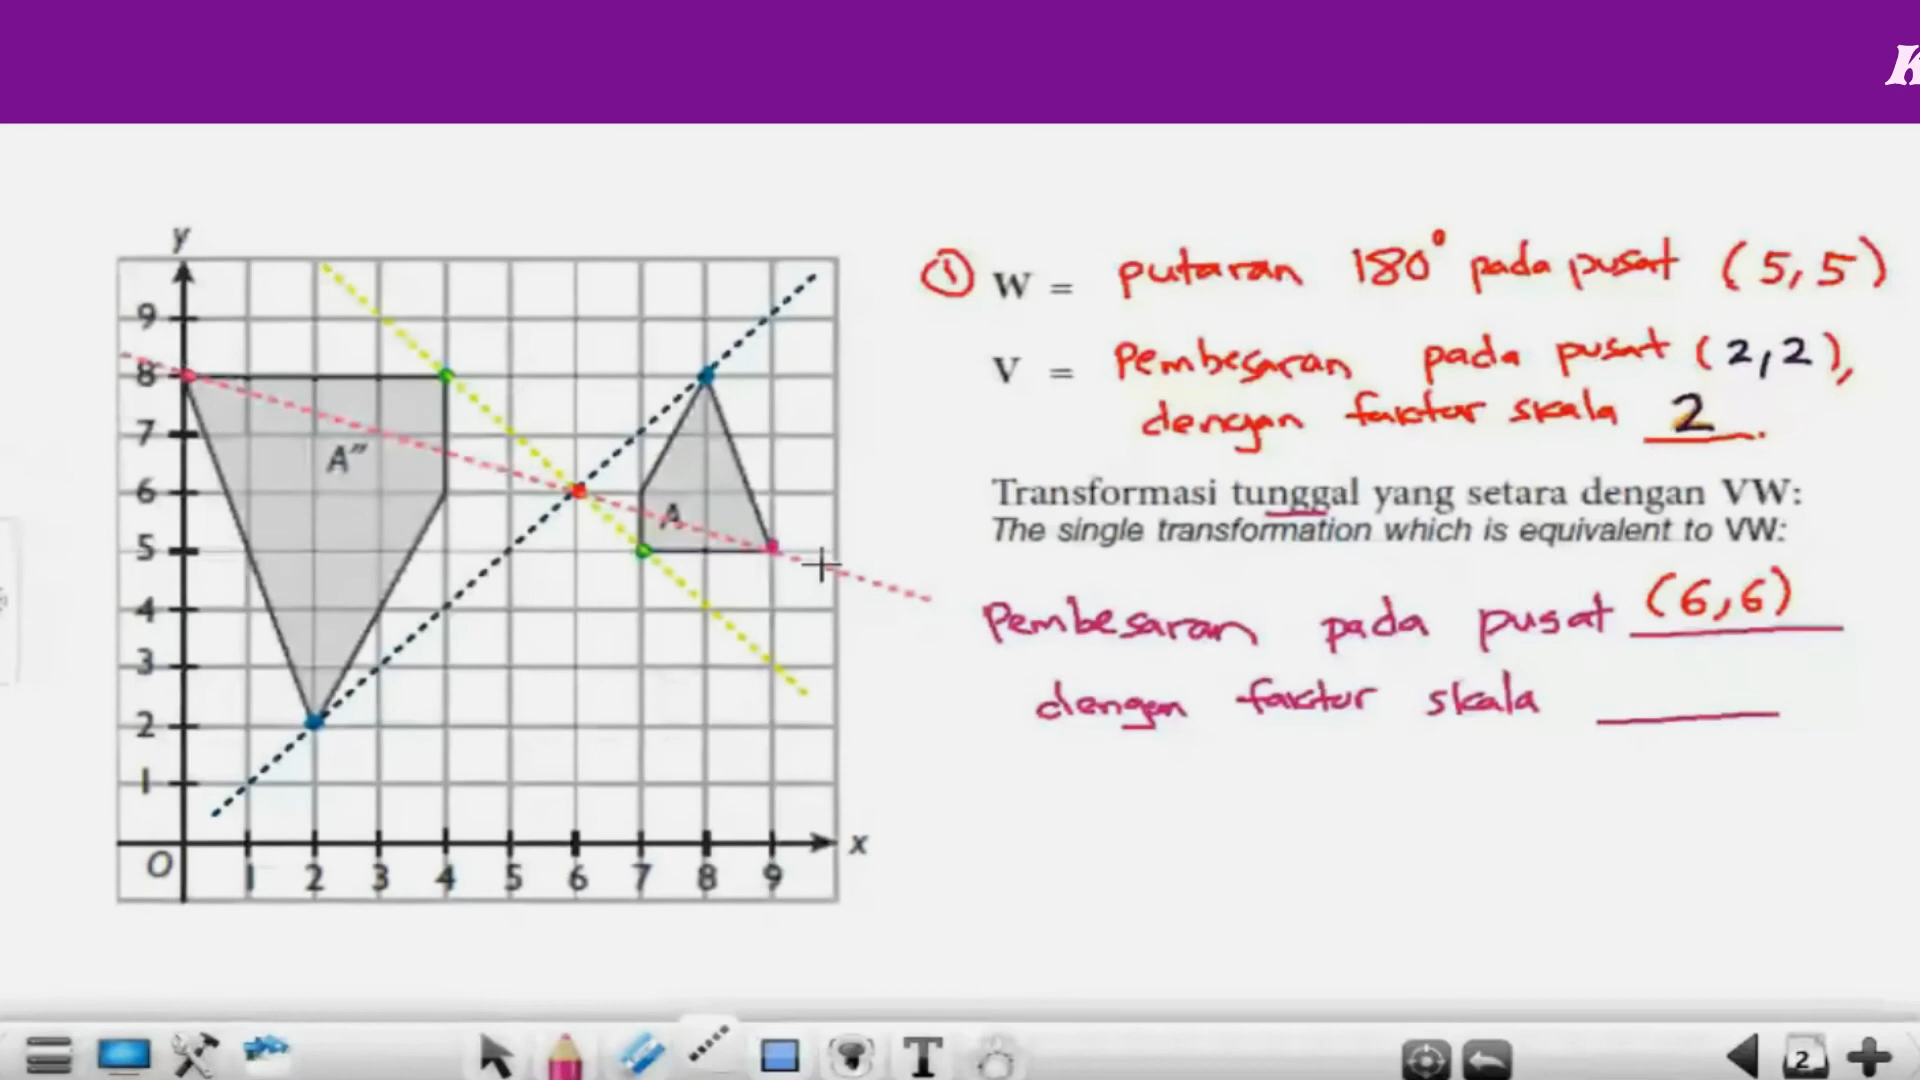 K
① W = putaran 180° pada pusat (5,5)
V = Pembesaran pada pusat (2,2),
dengan faktor skala 2.
Transformasi tunggal yang setara dengan VW:
The single transformation which is equivalent to VW:
Pembesaran pada pusat (6,6)
dengan faktor skala ____
y
9
8
7
6
5
4
3
2
1
O
1 2 3 4 5 6 7 8 9
x
A″
A
T
2